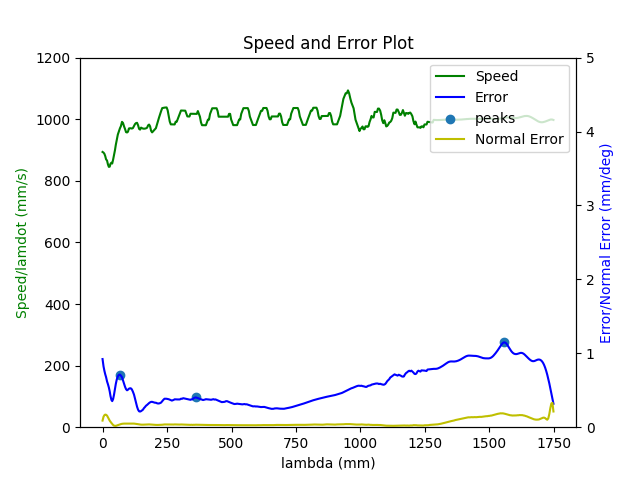 Speed and Error Plot
1200
1000
800
600
400
200
0
Speed/lamdot (mm/s)
5
4
3
2
1
0
Error/Normal Error (mm/deg)
Speed
Error
peaks
Normal Error
0 250 500 750 1000 1250 1500 1750
lambda (mm)